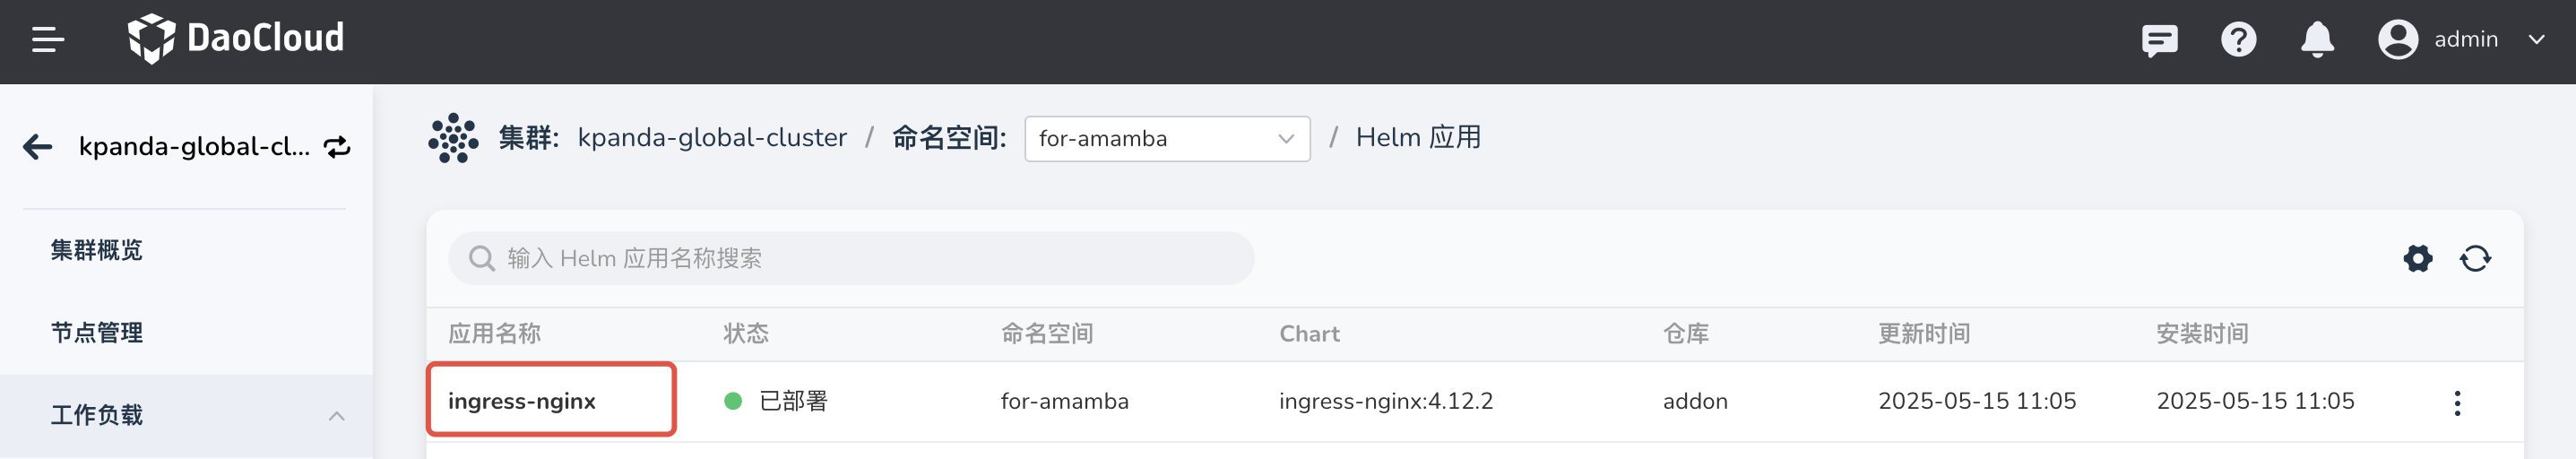 DaoCloud
admin
kpanda-global-cl...
集群: kpanda-global-cluster / 命名空间: for-amamba / Helm 应用
集群概览
节点管理
工作负载
输入 Helm 应用名称搜索
应用名称 状态 命名空间 Chart 仓库 更新时间 安装时间
ingress-nginx 已部署 for-amamba ingress-nginx:4.12.2 addon 2025-05-15 11:05 2025-05-15 11:05